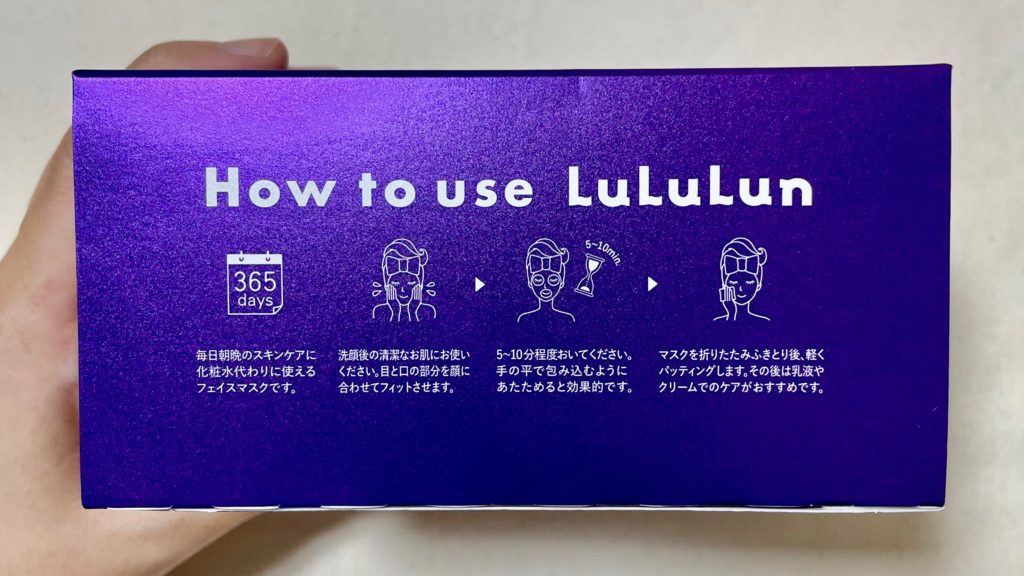 How to use LuLuLun
365
days
毎日朝晩のスキンケアに
化粧水代わりに使える
フェイスマスクです。
洗顔後の清潔なお肌にお使い
ください。目と口の部分を顔に
合わせてフィットさせます。
5~10min.
5~10分程度おいてください。
手の平で包み込むように
あたためると効果的です。
マスクを折りたたみふきとり後、軽く
パッティングします。その後は乳液や
クリームでのケアがおすすめです。